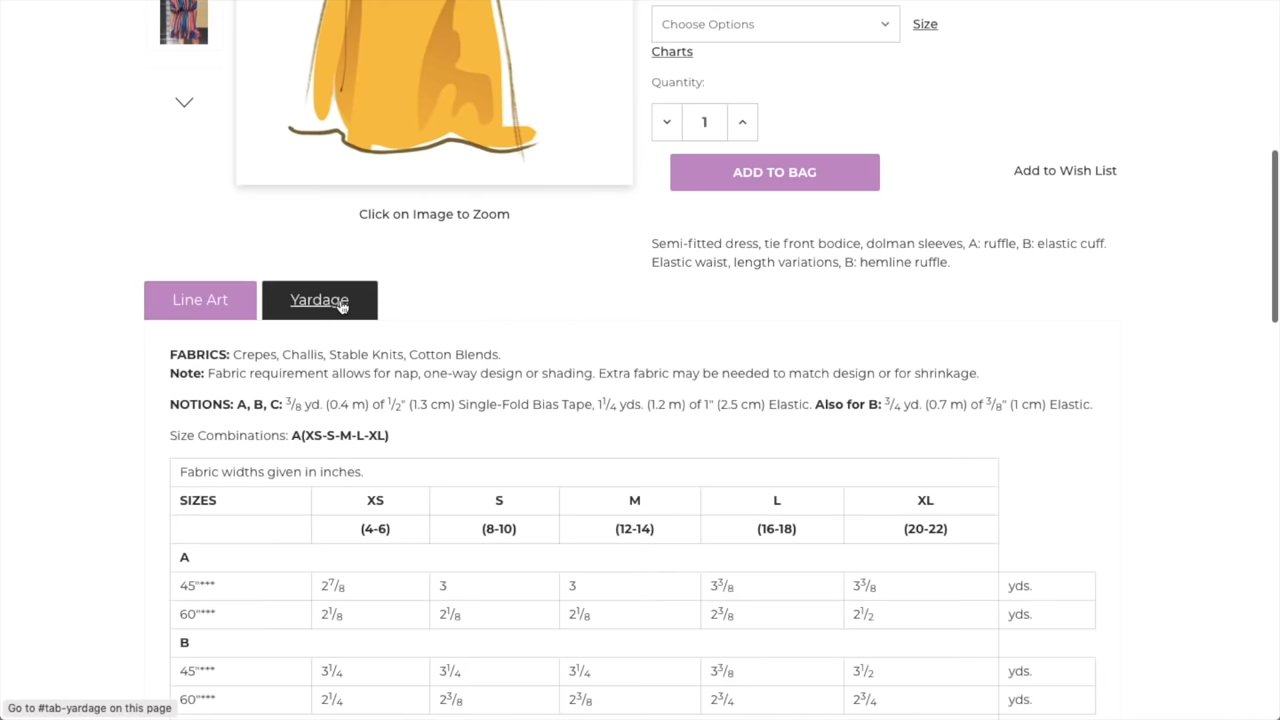 Choose Options
Size
Charts
Quantity:
1
ADD TO BAG
Add to Wish List
Click on Image to Zoom
Semi-fitted dress, tie front bodice, dolman sleeves, A: ruffle, B: elastic cuff.
Elastic waist, length variations, B: hemline ruffle.
Line Art
Yardage
FABRICS: Crepes, Challis, Stable Knits, Cotton Blends.
Note: Fabric requirement allows for nap, one-way design or shading. Extra fabric may be needed to match design or for shrinkage.
NOTIONS: A, B, C: 3/8 yd. (0.4 m) of 1/2" (1.3 cm) Single-Fold Bias Tape, 1 1/4 yds. (1.2 m) of 1" (2.5 cm) Elastic. Also for B: 3/4 yd. (0.7 m) of 3/8" (1 cm) Elastic.
Size Combinations: A(XS-S-M-L-XL)
Fabric widths given in inches.
SIZES XS S M L XL
(4-6) (8-10) (12-14) (16-18) (20-22)
A
45"*** 2 7/8 3 3 3 3/8 3 3/8 yds.
60"*** 2 1/8 2 1/8 2 1/8 2 3/8 2 1/2 yds.
B
45"*** 3 1/4 3 1/4 3 1/4 3 3/8 3 1/2 yds.
60"*** 2 1/4 2 3/8 2 3/8 2 3/4 2 3/4 yds.
Go to #tab-yardage on this page